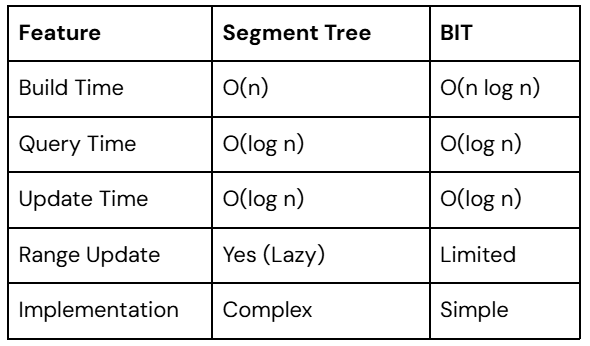 Feature Segment Tree BIT
Build Time O(n) O(n log n)
Query Time O(log n) O(log n)
Update Time O(log n) O(log n)
Range Update Yes (Lazy) Limited
Implementation Complex Simple